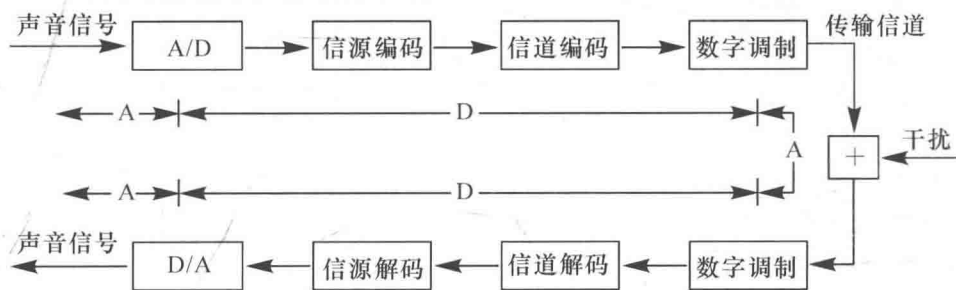 声音信号
传输信道
A/D
信源编码
信道编码
数字调制
A
D
A
干扰
+
A
D
声音信号
D/A
信源解码
信道解码
数字调制